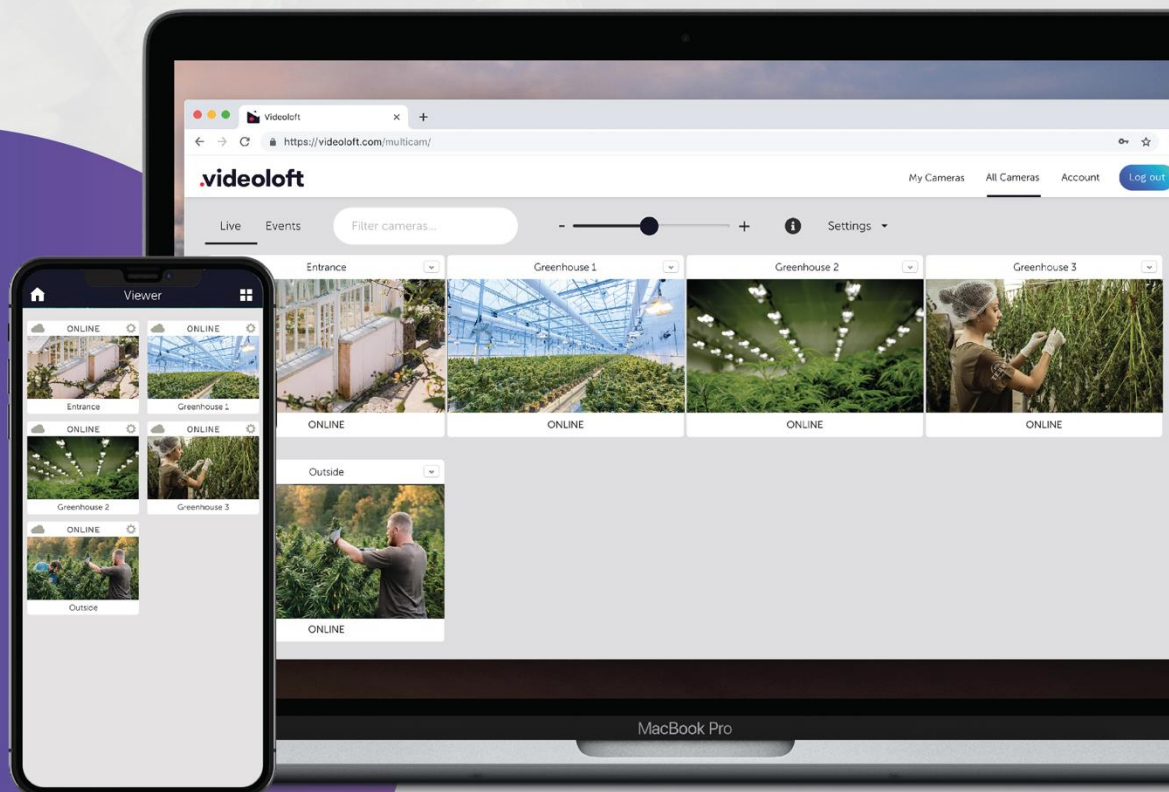 Videoloft
https://videoloft.com/multicam/
.videoloft
My Cameras All Cameras Account Log out
Live Events Filter cameras... - + Settings
Entrance Greenhouse 1 Greenhouse 2 Greenhouse 3
ONLINE ONLINE ONLINE ONLINE
Outside
ONLINE
MacBook Pro
Viewer
ONLINE ONLINE
Entrance Greenhouse 1
ONLINE ONLINE
Greenhouse 2 Greenhouse 3
ONLINE
Outside